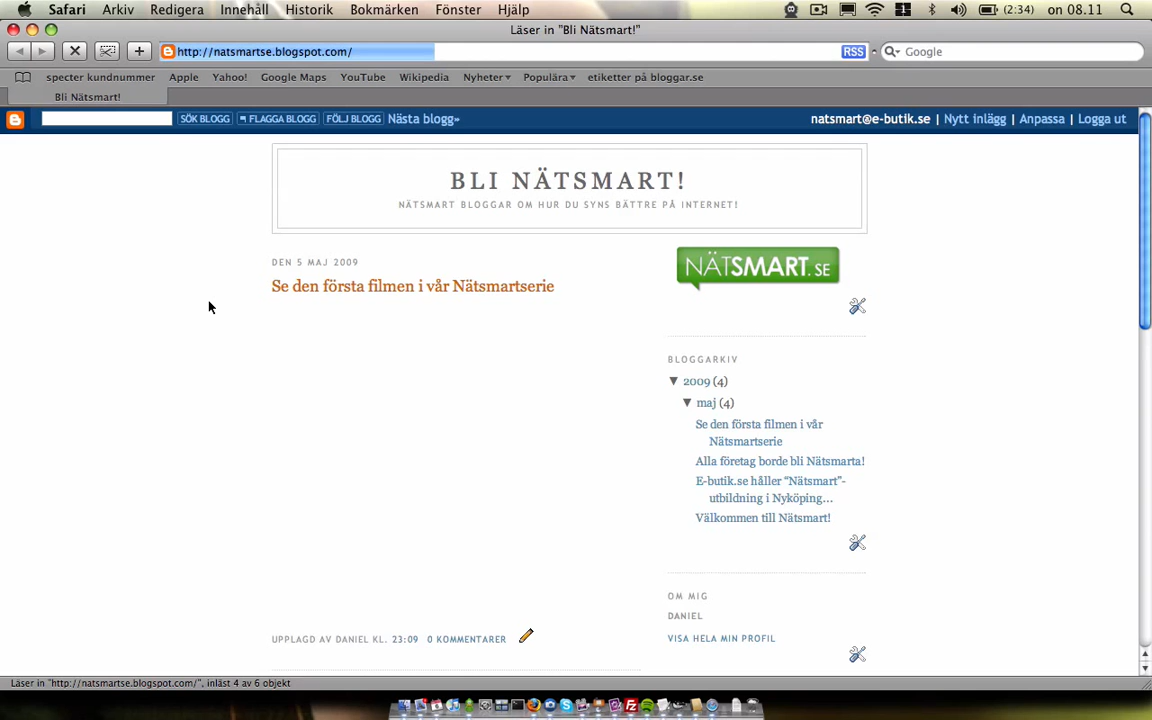 Safari Arkiv Redigera Innehåll Historik Bokmärken Fönster Hjälp (2:34) on 08.11
Läser in "Bli Nätsmart!"
http://natsmartse.blogspot.com/ RSS Google
specter kundnummer Apple Yahoo! Google Maps YouTube Wikipedia Nyheter Populära etiketter på bloggar.se
Bli Nätsmart!
SÖK BLOGG FLAGGA BLOGG FÖLJ BLOGG Nästa blogg» natsmart@e-butik.se | Nytt inlägg | Anpassa | Logga ut
BLI NÄTSMART!
NÄTSMART BLOGGAR OM HUR DU SYNS BÄTTRE PÅ INTERNET!
DEN 5 MAJ 2009
Se den första filmen i vår Nätsmartserie
UPPLAGD AV DANIEL KL. 23:09 0 KOMMENTARER
NÄTSMART.SE
BLOGGARKIV
▼ 2009 (4)
▼ maj (4)
Se den första filmen i vår
Nätsmartserie
Alla företag borde bli Nätsmarta!
E-butik.se håller “Nätsmart”-
utbildning i Nyköping...
Välkommen till Nätsmart!
OM MIG
DANIEL
VISA HELA MIN PROFIL
Läser in "http://natsmartse.blogspot.com/", inläst 4 av 6 objekt